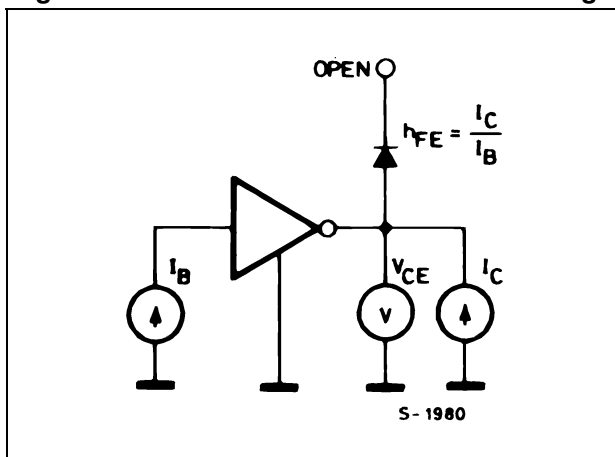 OPEN
hFE = IC
IB
IB
VCE
IC
V
S-1980